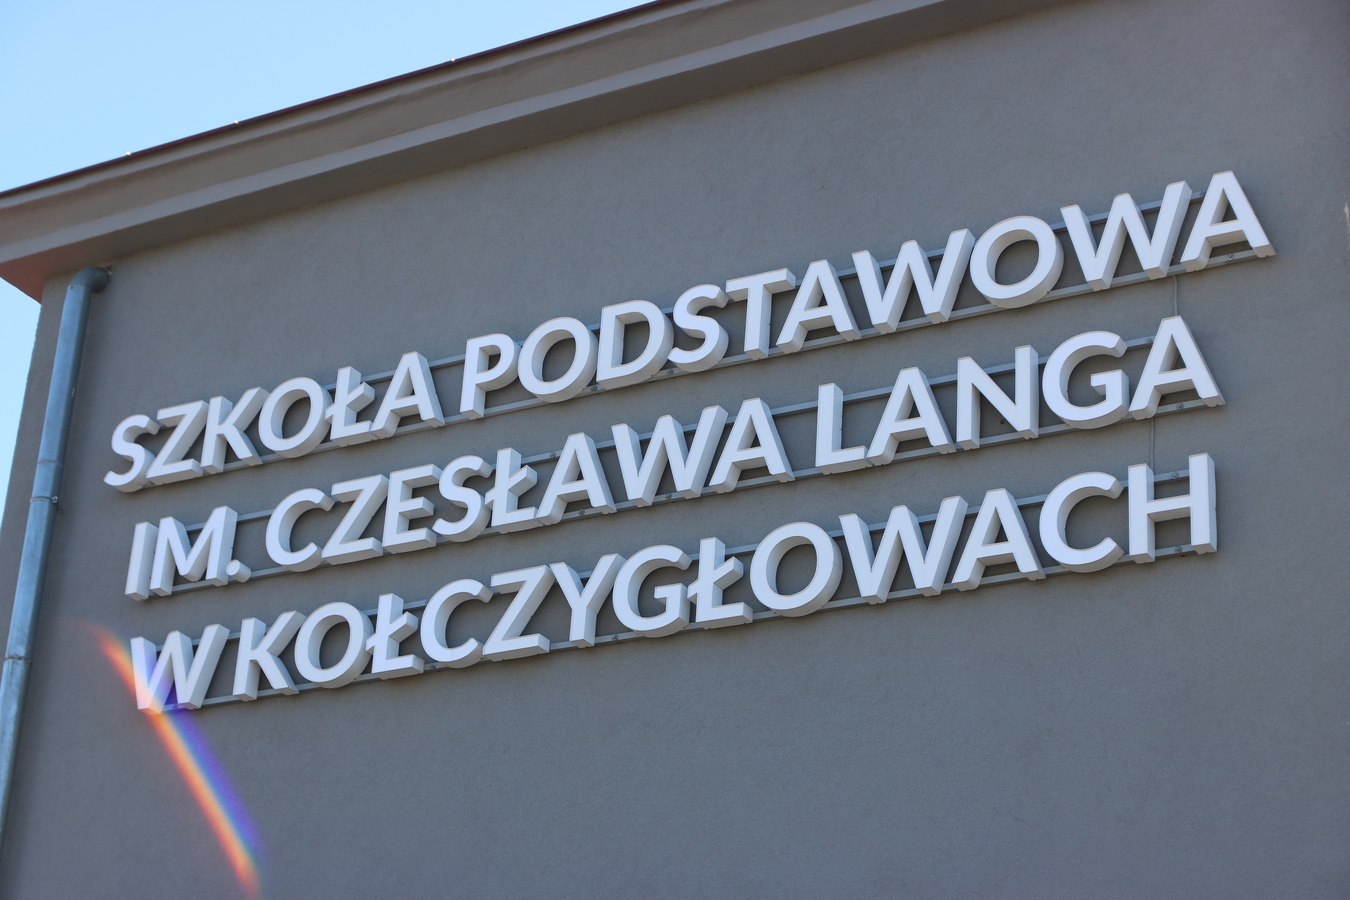 SZKOŁA PODSTAWOWA
IM. CZESŁAWA LANGA
W KOŁCZYGŁOWACH